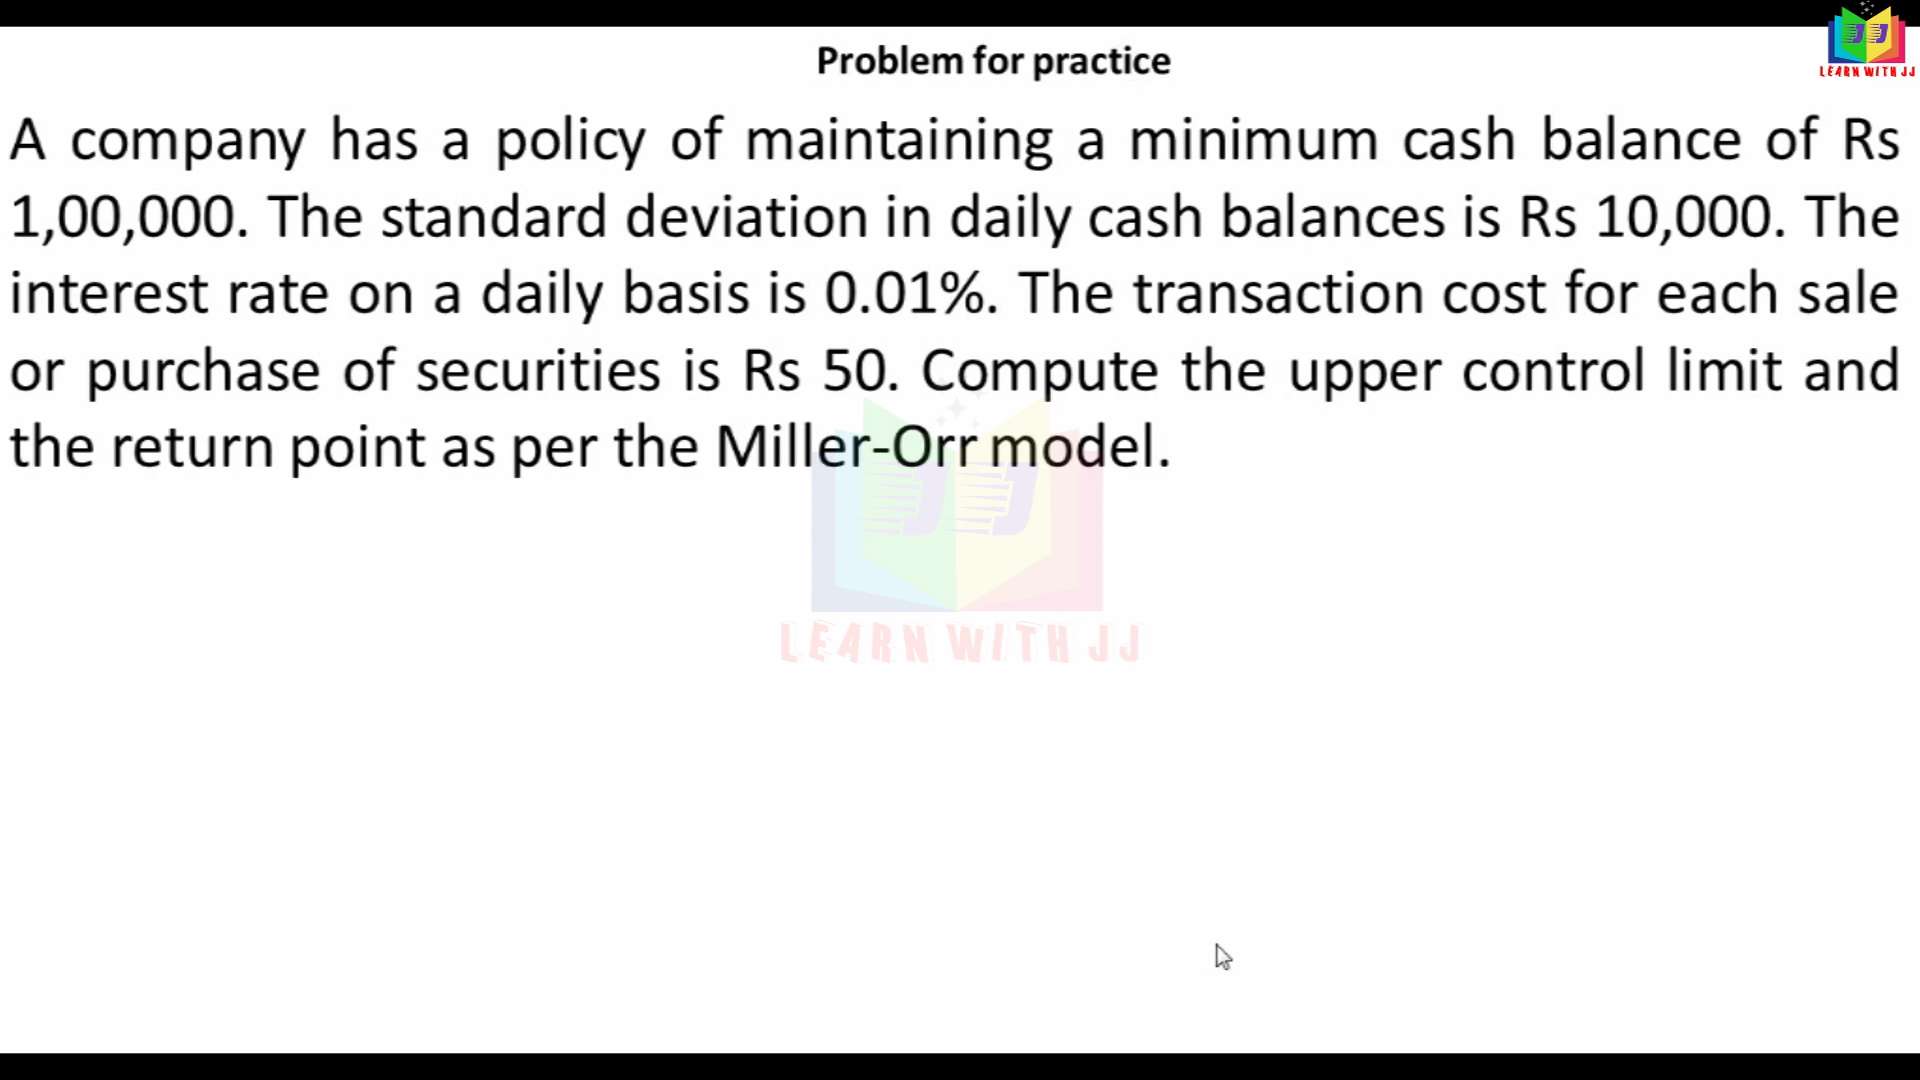 Problem for practice
LEARN WITH JJ
A company has a policy of maintaining a minimum cash balance of Rs
1,00,000. The standard deviation in daily cash balances is Rs 10,000. The
interest rate on a daily basis is 0.01%. The transaction cost for each sale
or purchase of securities is Rs 50. Compute the upper control limit and
the return point as per the Miller-Orr model.
JJ
LEARN WITH JJ